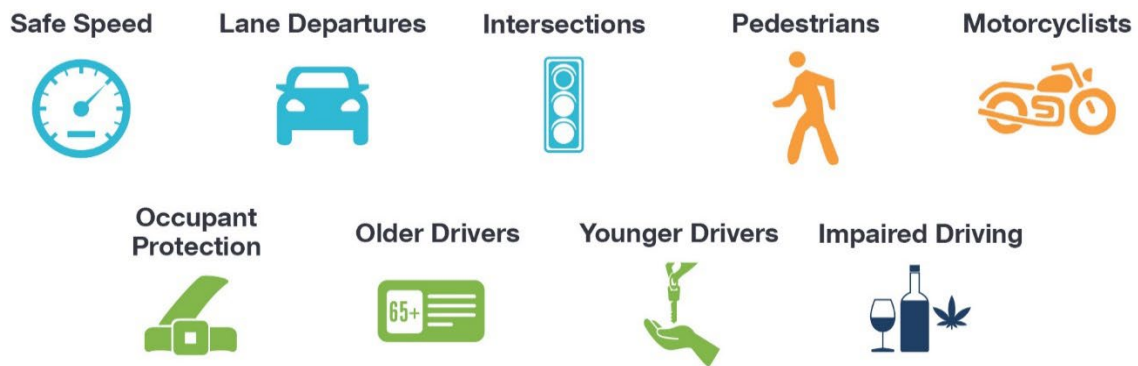 Safe Speed
Lane Departures
Intersections
Pedestrians
Motorcyclists
Occupant
Protection
Older Drivers
65+
Younger Drivers
Impaired Driving